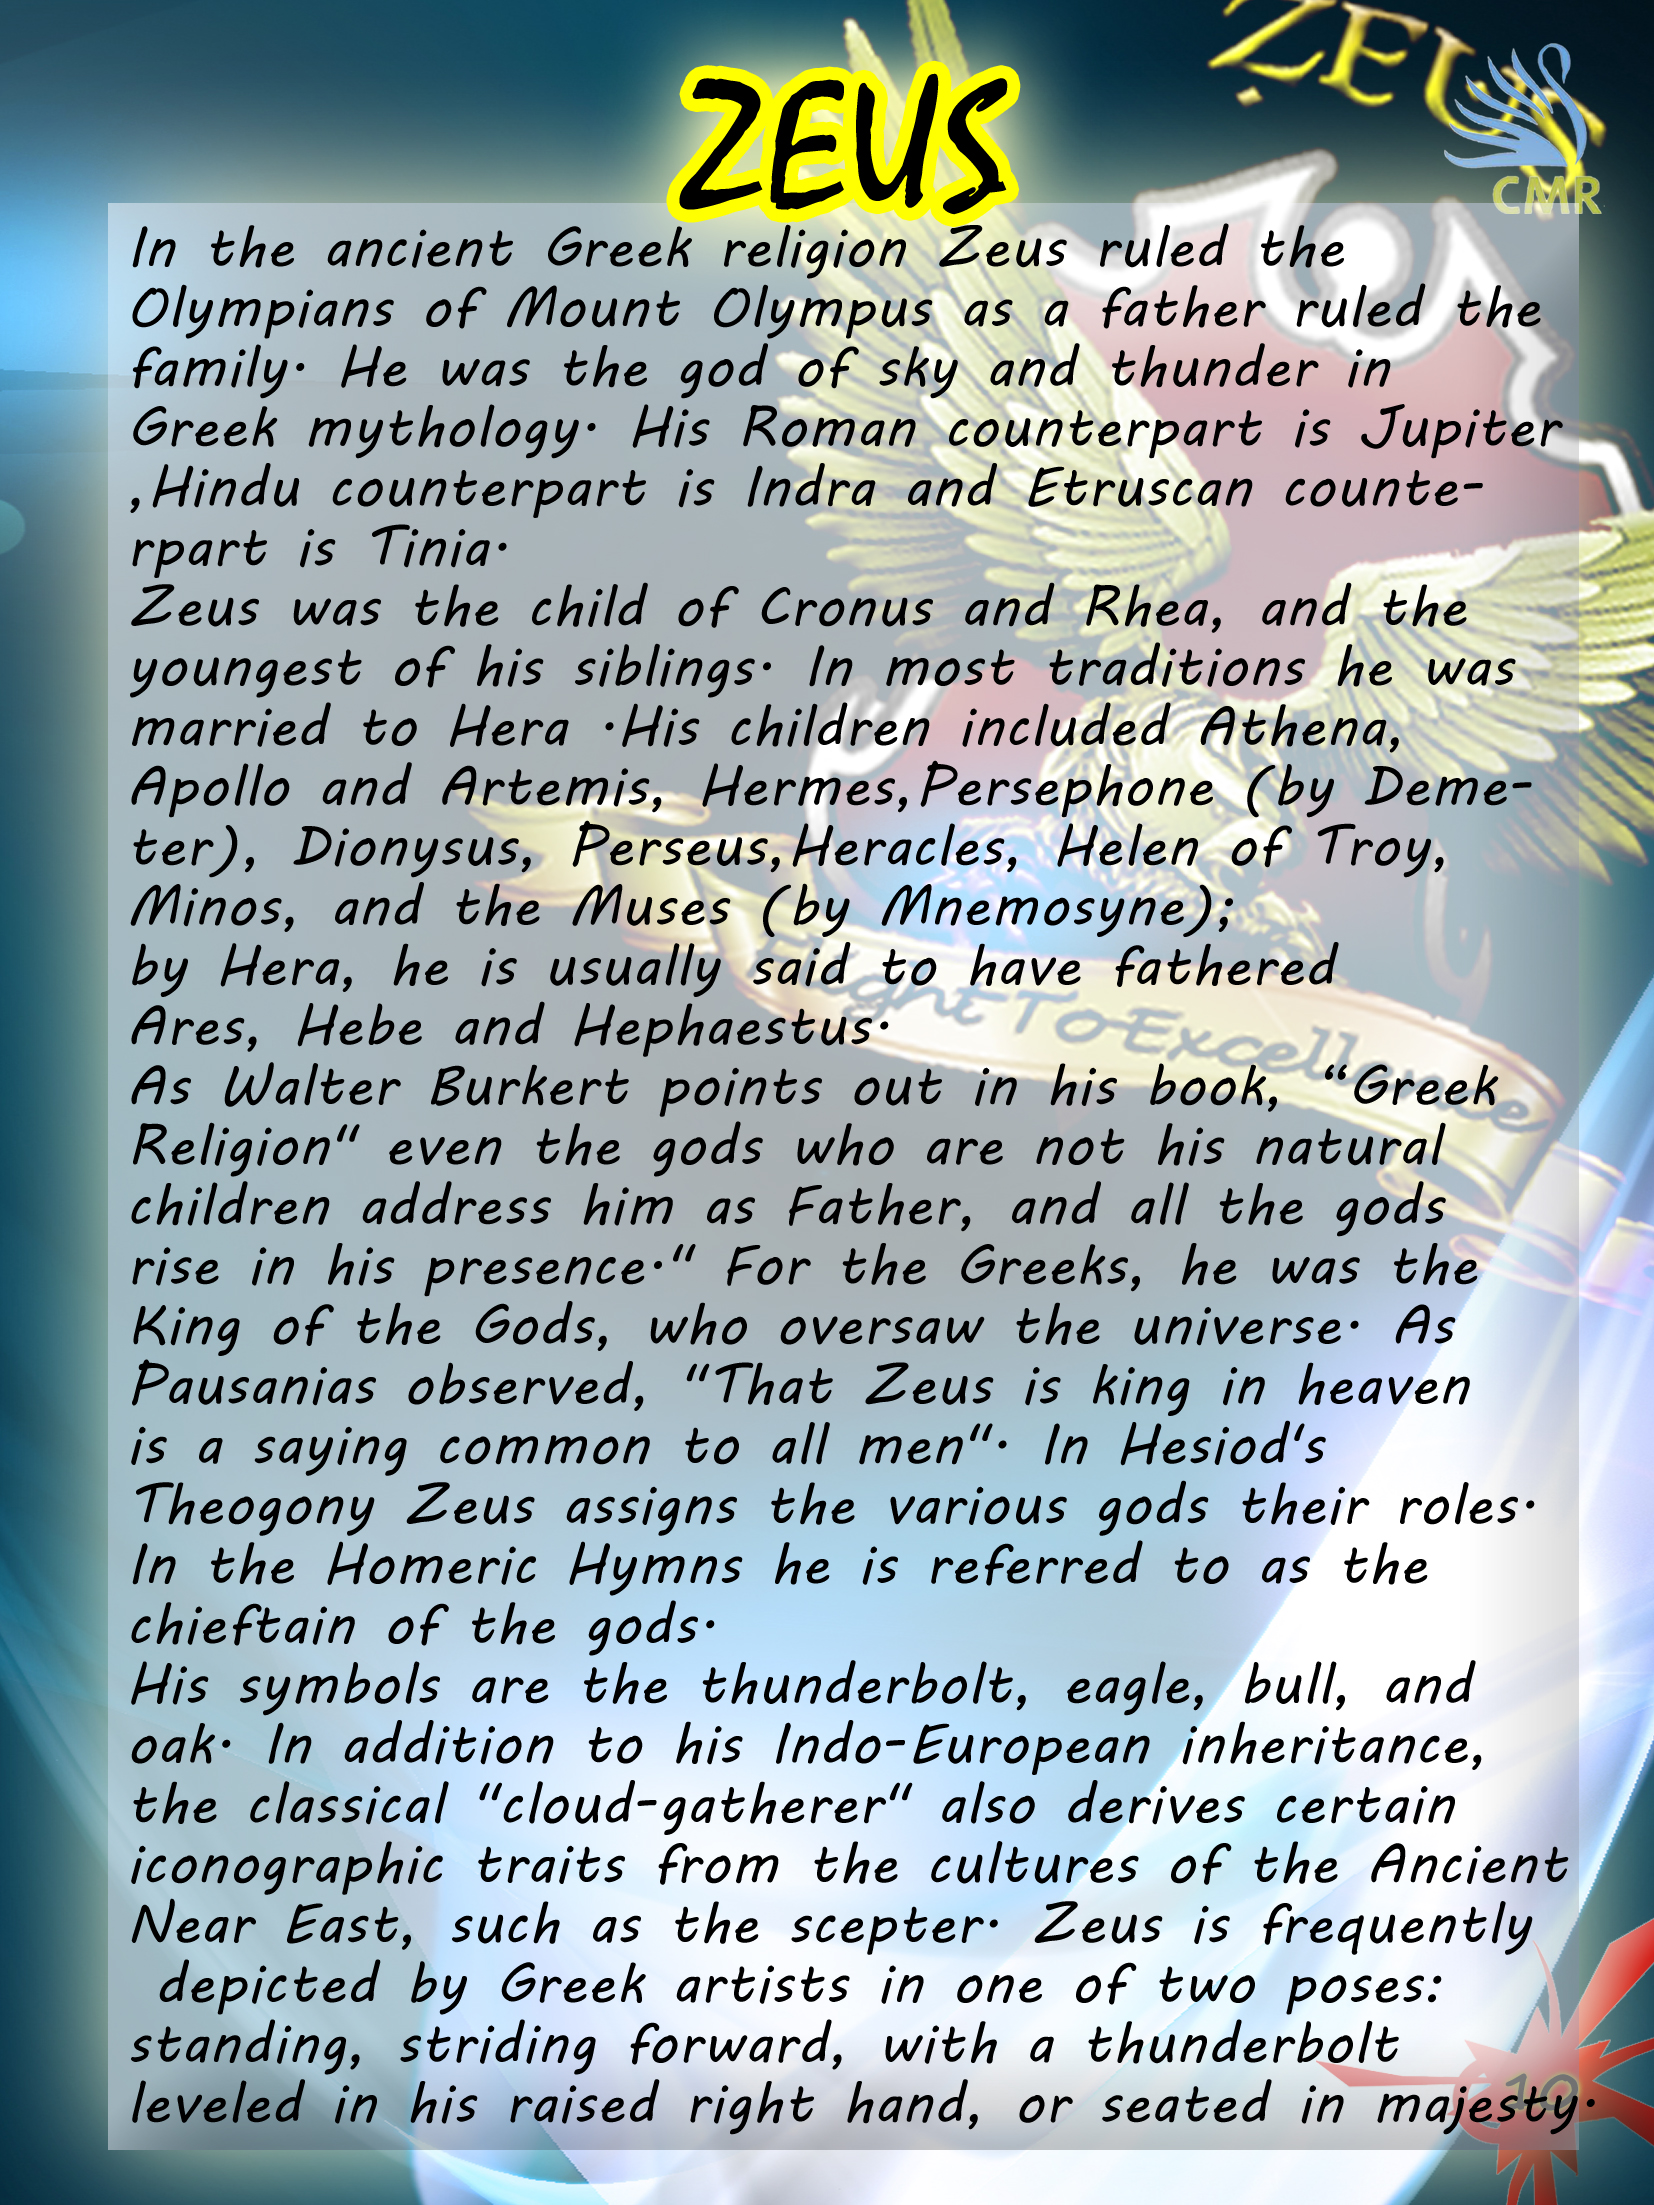 ZEUS
ZEUS
CMR
In the ancient Greek religion Zeus ruled the
Olympians of Mount Olympus as a father ruled the
family. He was the god of sky and thunder in
Greek mythology. His Roman counterpart is Jupiter
,Hindu counterpart is Indra and Etruscan counte-
rpart is Tinia.
Zeus was the child of Cronus and Rhea, and the
youngest of his siblings. In most traditions he was
married to Hera .His children included Athena,
Apollo and Artemis, Hermes,Persephone (by Deme-
ter), Dionysus, Perseus,Heracles, Helen of Troy,
Minos, and the Muses (by Mnemosyne);
by Hera, he is usually said to have fathered
Ares, Hebe and Hephaestus.
Flight To Excellence
As Walter Burkert points out in his book, “Greek
Religion" even the gods who are not his natural
children address him as Father, and all the gods
rise in his presence." For the Greeks, he was the
King of the Gods, who oversaw the universe. As
Pausanias observed, "That Zeus is king in heaven
is a saying common to all men". In Hesiod's
Theogony Zeus assigns the various gods their roles.
In the Homeric Hymns he is referred to as the
chieftain of the gods.
His symbols are the thunderbolt, eagle, bull, and
oak. In addition to his Indo-European inheritance,
the classical "cloud-gatherer" also derives certain
iconographic traits from the cultures of the Ancient
Near East, such as the scepter. Zeus is frequently
depicted by Greek artists in one of two poses:
standing, striding forward, with a thunderbolt
leveled in his raised right hand, or seated in majesty.
10